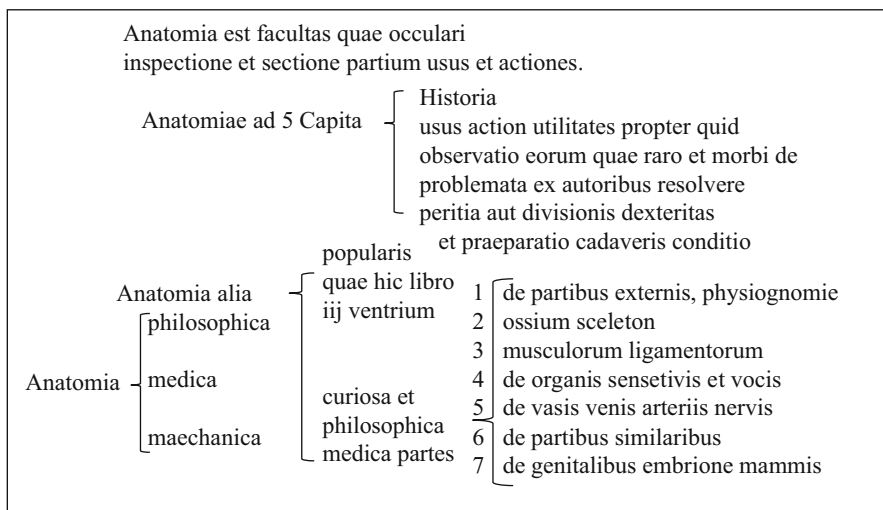 Anatomia est facultas quae occulari
inspectione et sectione partium usus et actiones.
Anatomiae ad 5 Capita
Historia
usus action utilitates propter quid
observatio eorum quae raro et morbi de
problemata ex autoribus resolvere
peritia aut divisionis dexteritas
et praeparatio cadaveris conditio
Anatomia
Anatomia alia
philosophica
medica
maechanica
popularis
quae hic libro
iij ventrium
curiosa et
philosophica
medica partes
1 de partibus externis, physiognomie
2 ossium sceleton
3 musculorum ligamentorum
4 de organis sensetivis et vocis
5 de vasis venis arteriis nervis
6 de partibus similaribus
7 de genitalibus embrione mammis